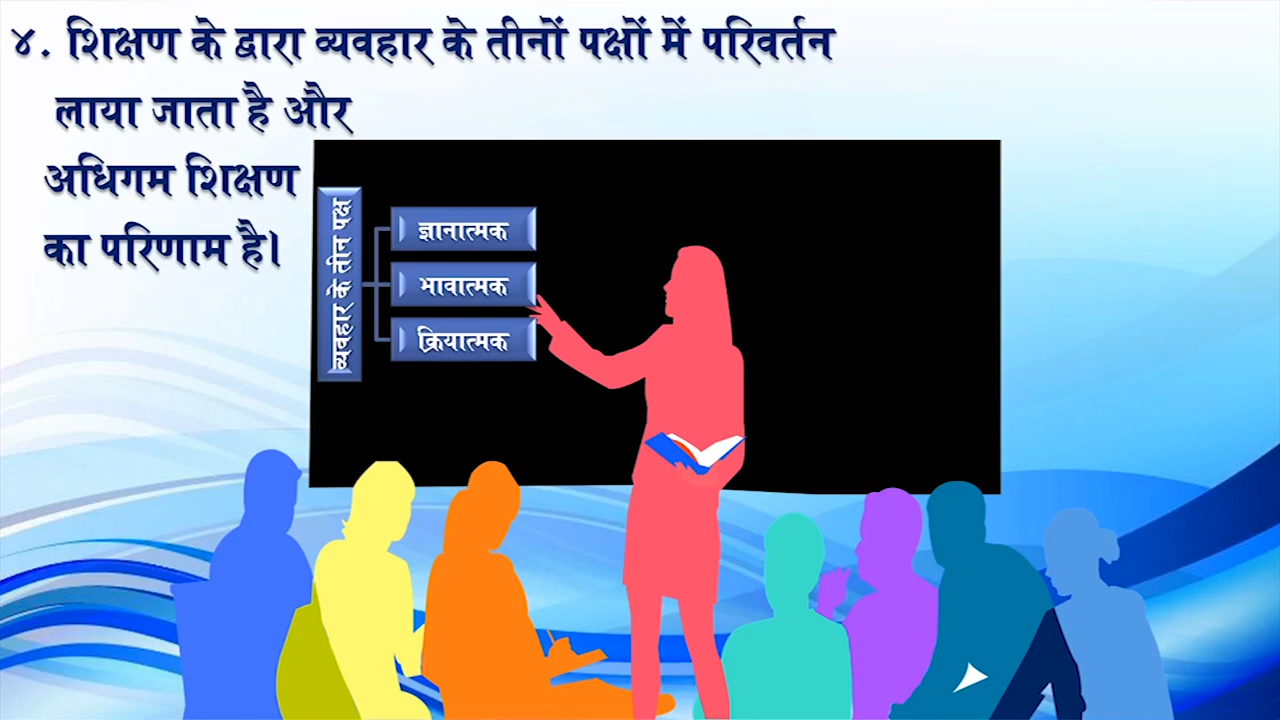 ४. शिक्षण के द्वारा व्यवहार के तीनों पक्षों में परिवर्तन
लाया जाता है और
अधिगम शिक्षण
का परिणाम है।
व्यवहार के तीन पक्ष
ज्ञानात्मक
भावात्मक
क्रियात्मक